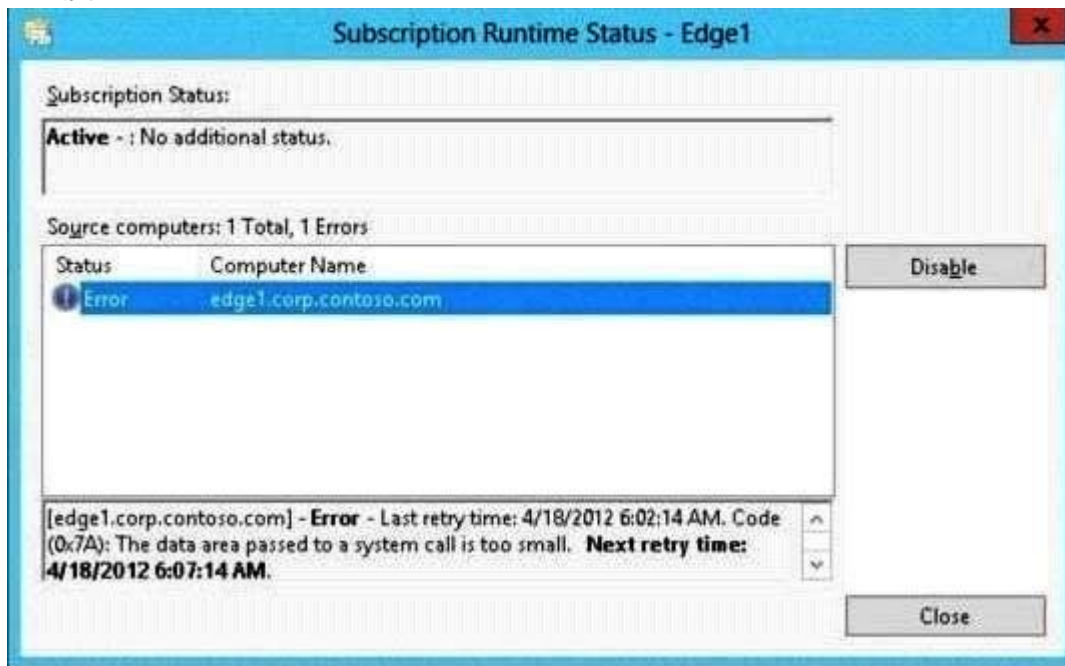 Subscription Runtime Status - Edge1
x
Subscription Status:
Active - : No additional status.
Source computers: 1 Total, 1 Errors
Status Computer Name
Error edge1.corp.contoso.com
Disable
[edge1.corp.contoso.com] - Error - Last retry time: 4/18/2012 6:02:14 AM. Code
(0x7A): The data area passed to a system call is too small. Next retry time:
4/18/2012 6:07:14 AM.
Close